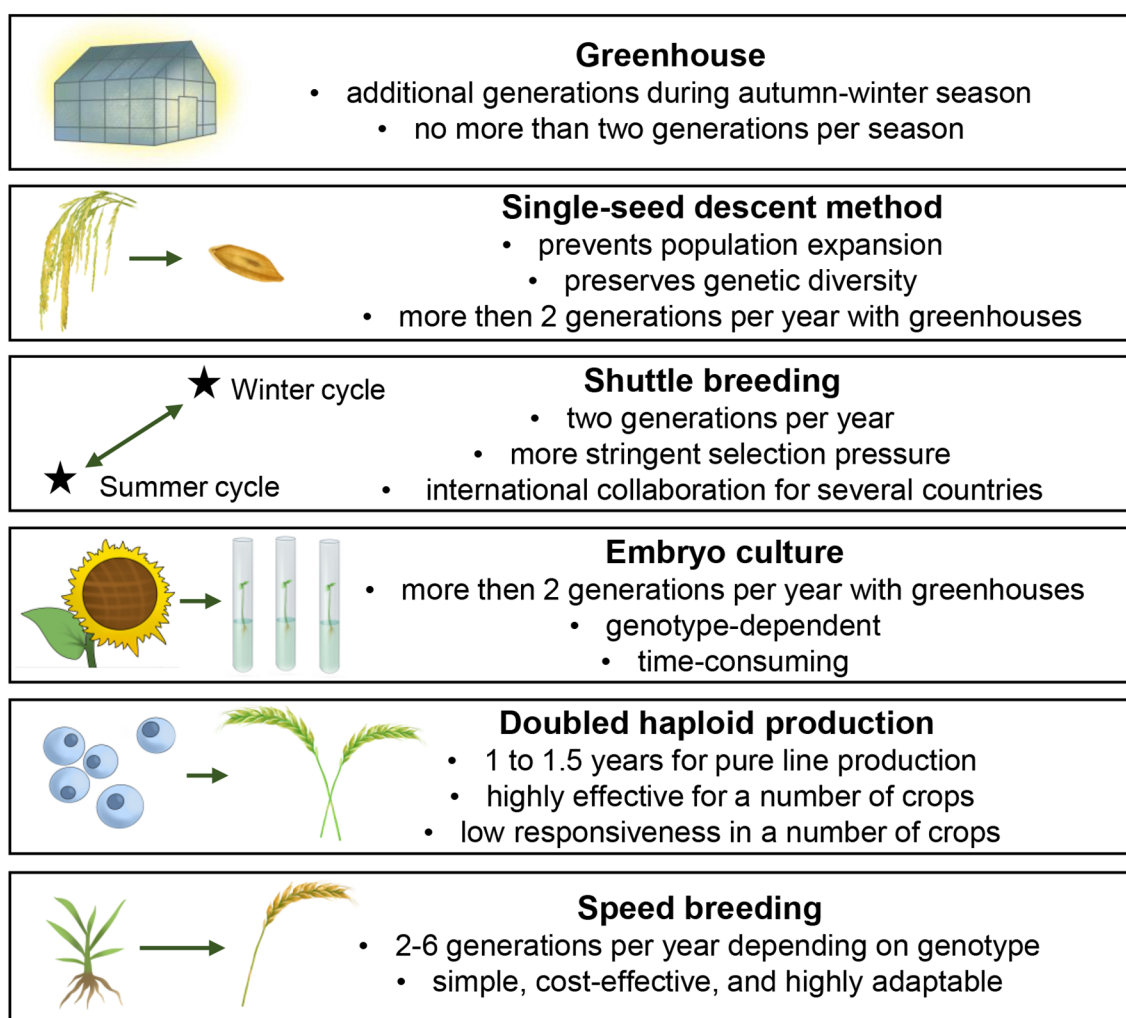 Greenhouse
• additional generations during autumn-winter season
• no more than two generations per season
Single-seed descent method
• prevents population expansion
• preserves genetic diversity
• more then 2 generations per year with greenhouses
Winter cycle
Summer cycle
Shuttle breeding
• two generations per year
• more stringent selection pressure
• international collaboration for several countries
Embryo culture
• more then 2 generations per year with greenhouses
• genotype-dependent
• time-consuming
Doubled haploid production
• 1 to 1.5 years for pure line production
• highly effective for a number of crops
• low responsiveness in a number of crops
Speed breeding
• 2-6 generations per year depending on genotype
• simple, cost-effective, and highly adaptable